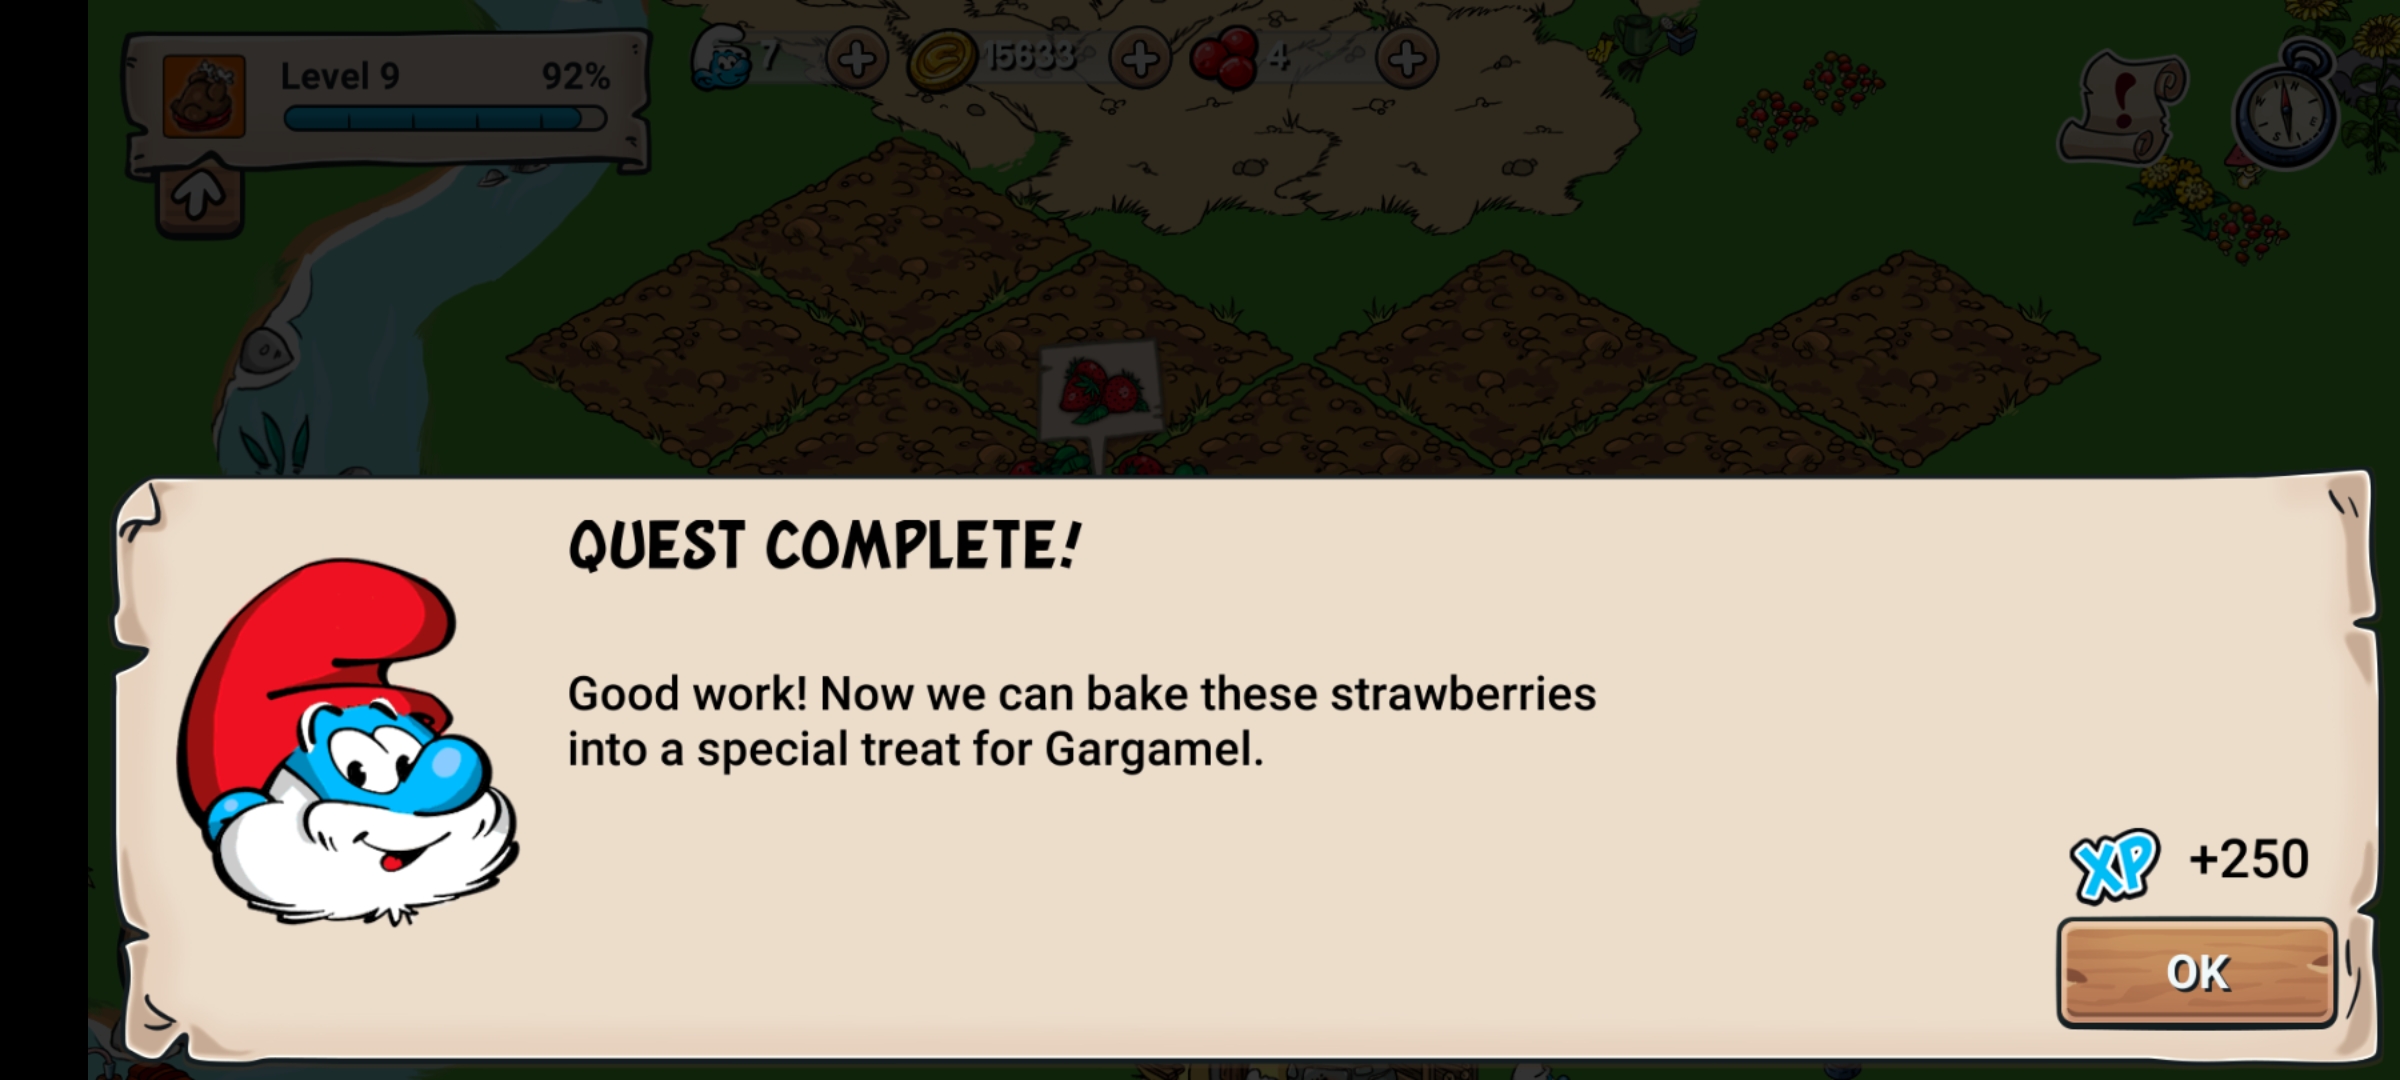 Level 9 92%
7
15633
4
QUEST COMPLETE!
Good work! Now we can bake these strawberries
into a special treat for Gargamel.
XP +250
OK